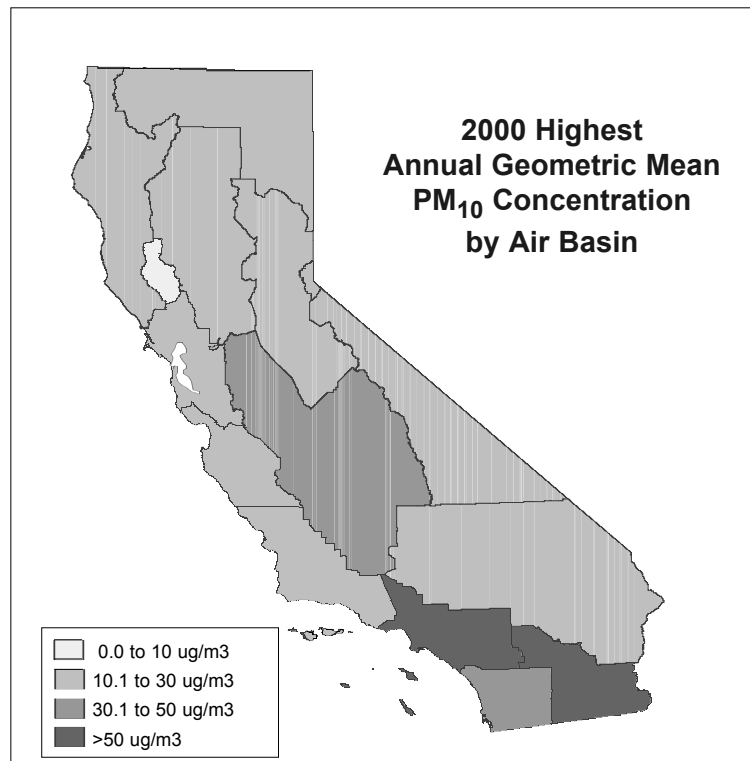 2000 Highest
Annual Geometric Mean
PM₁₀ Concentration
by Air Basin
0.0 to 10 ug/m3
10.1 to 30 ug/m3
30.1 to 50 ug/m3
>50 ug/m3